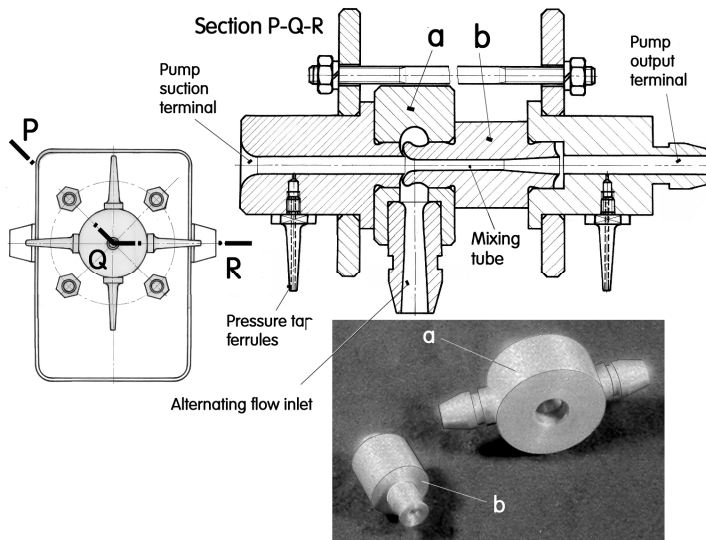 Section P-Q-R
a
b
Pump
suction
terminal
Pump
output
terminal
P
Q
R
Mixing
tube
Pressure tap
ferrules
Alternating flow inlet
a
b